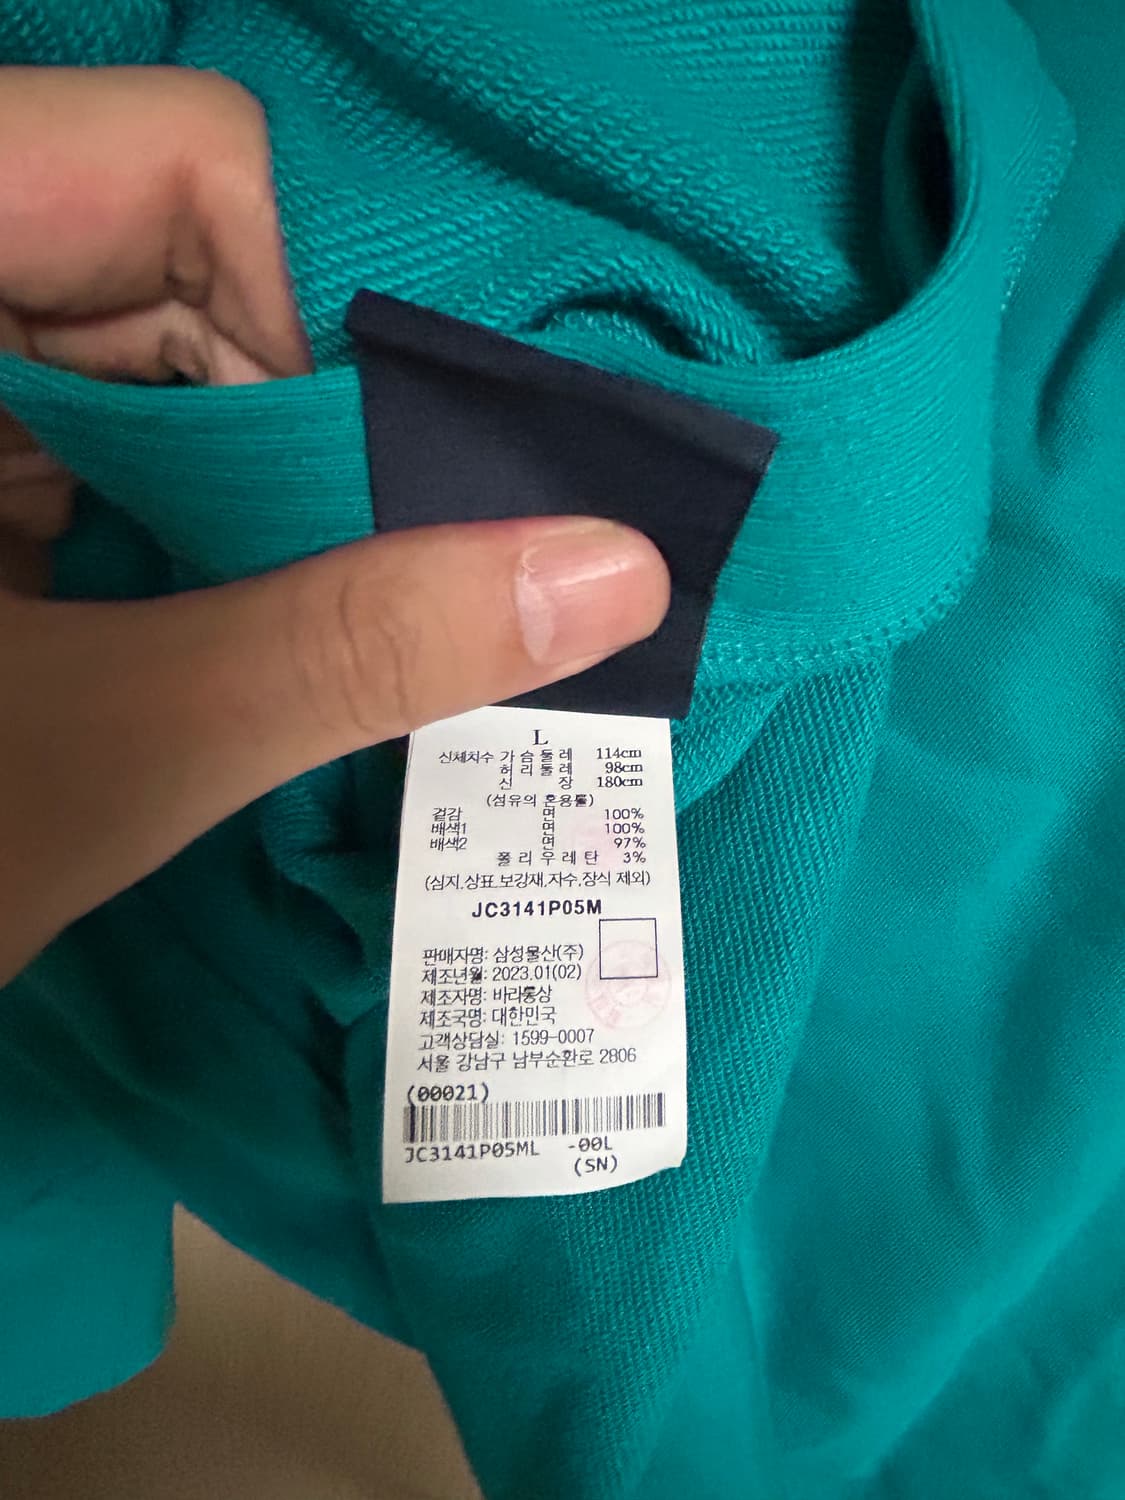 L
신체치수 가 슴 둘 레 114cm
허 리 둘 레 98cm
신 장 180cm
(섬유의 혼용률)
겉감 면 100%
배색1 면 100%
배색2 면 97%
폴 리 우 레 탄 3%
(심지,상표,보강재,자수,장식 제외)
JC3141P05M
판매자명: 삼성물산(주)
제조년월: 2023.01(02)
제조자명: 바라통상
제조국명: 대한민국
고객상담실: 1599-0007
서울 강남구 남부순환로 2806
(00021)
JC3141P05ML -00L
(SN)